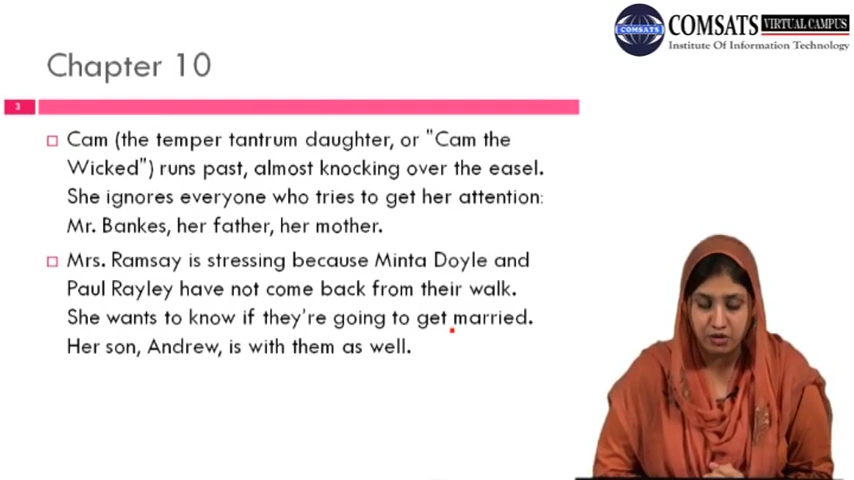 COMSATS
COMSATS VIRTUAL CAMPUS
Institute Of Information Technology
Chapter 10
3
Cam (the temper tantrum daughter, or "Cam the
Wicked") runs past, almost knocking over the easel.
She ignores everyone who tries to get her attention:
Mr. Bankes, her father, her mother.
Mrs. Ramsay is stressing because Minta Doyle and
Paul Rayley have not come back from their walk.
She wants to know if they're going to get married.
Her son, Andrew, is with them as well.